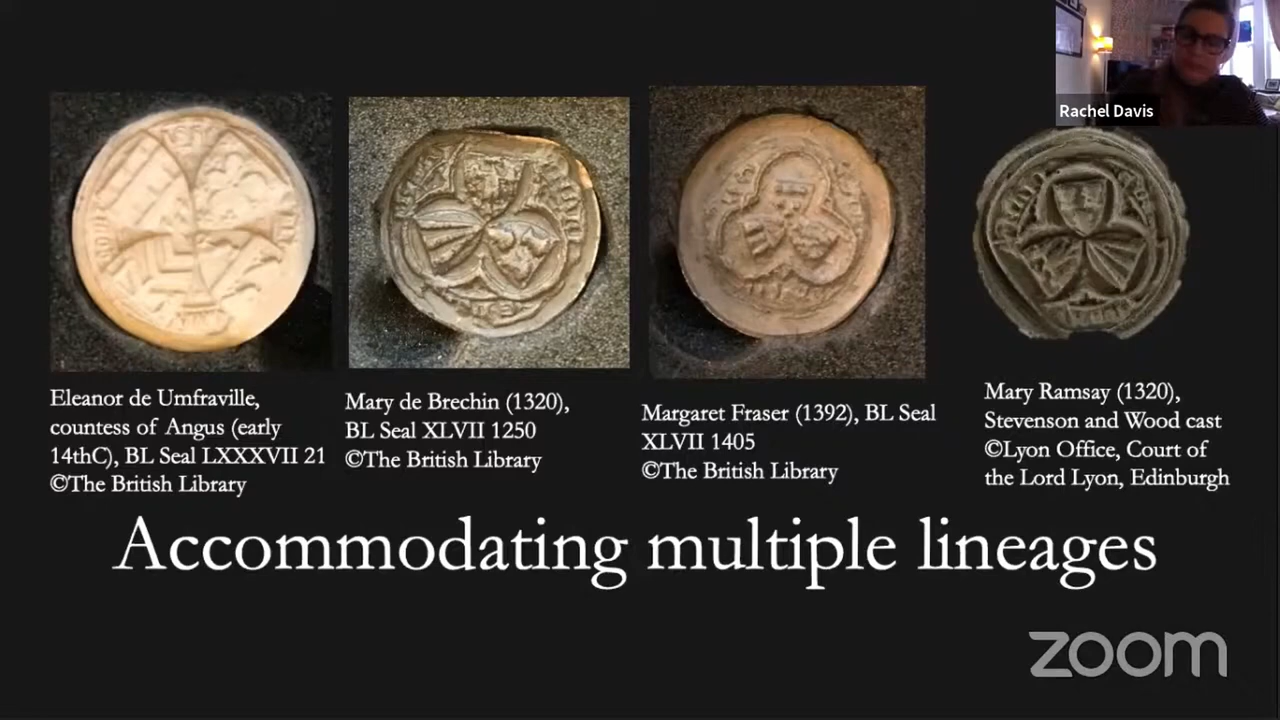 Rachel Davis
Eleanor de Umfraville,
countess of Angus (early
14thC), BL Seal LXXXVII 21
©The British Library
Mary de Brechin (1320),
BL Seal XLVII 1250
©The British Library
Margaret Fraser (1392), BL Seal
XLVII 1405
©The British Library
Mary Ramsay (1320),
Stevenson and Wood cast
©Lyon Office, Court of
the Lord Lyon, Edinburgh
Accommodating multiple lineages
zoom